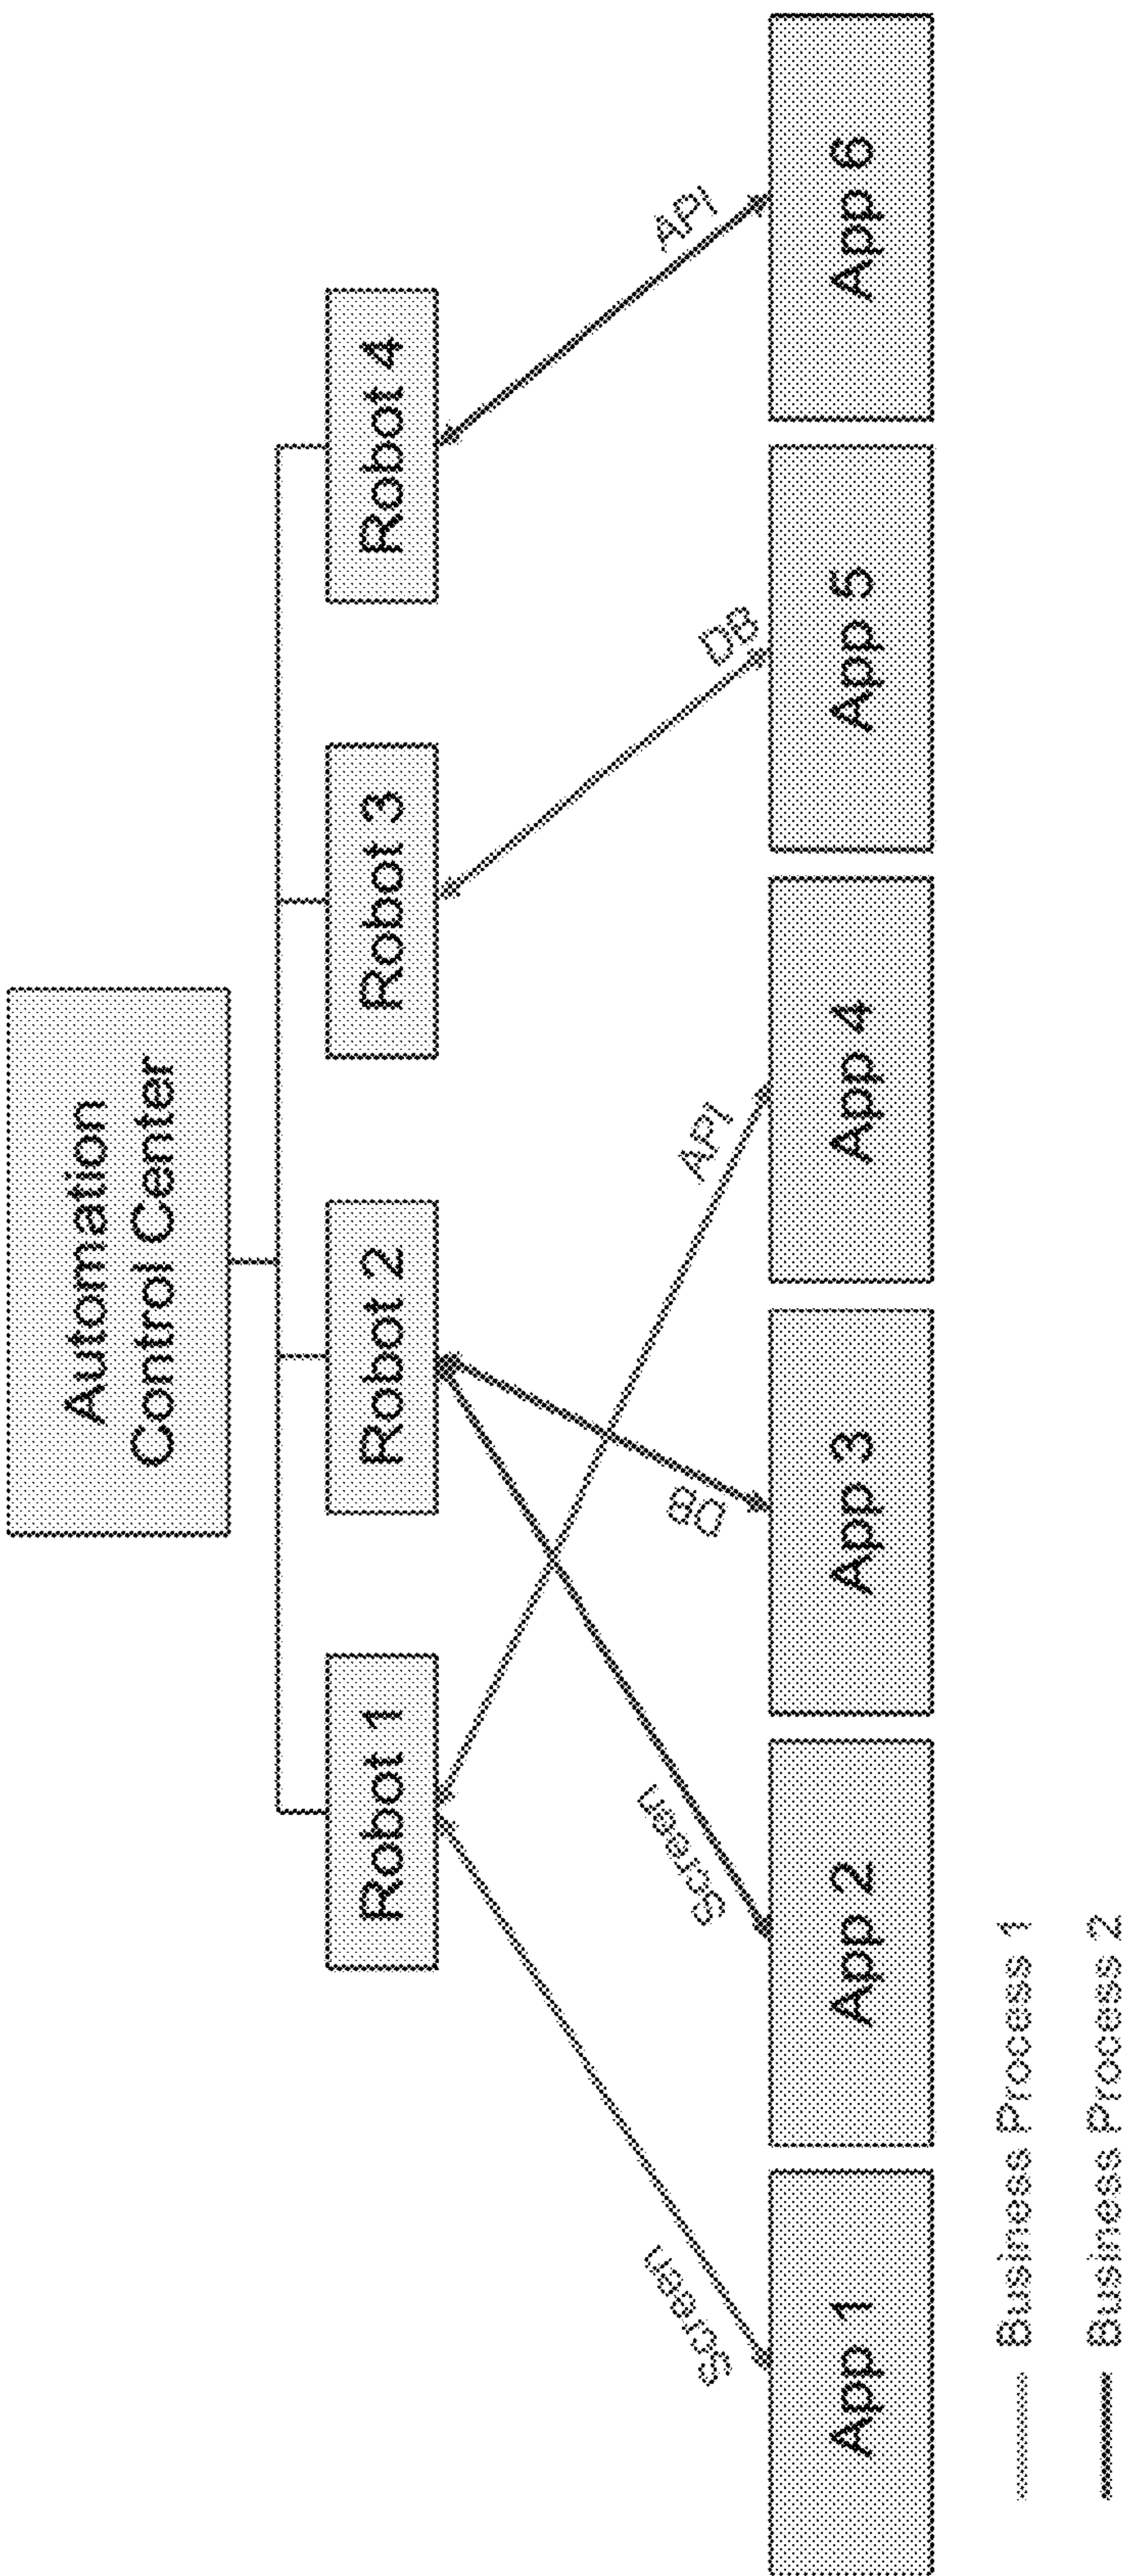 Automation
Control Center
Robot 1
Robot 2
Robot 3
Robot 4
Screen
Screen
DB
API
DB
API
App 1
App 2
App 3
App 4
App 5
App 6
Business Process 1
Business Process 2